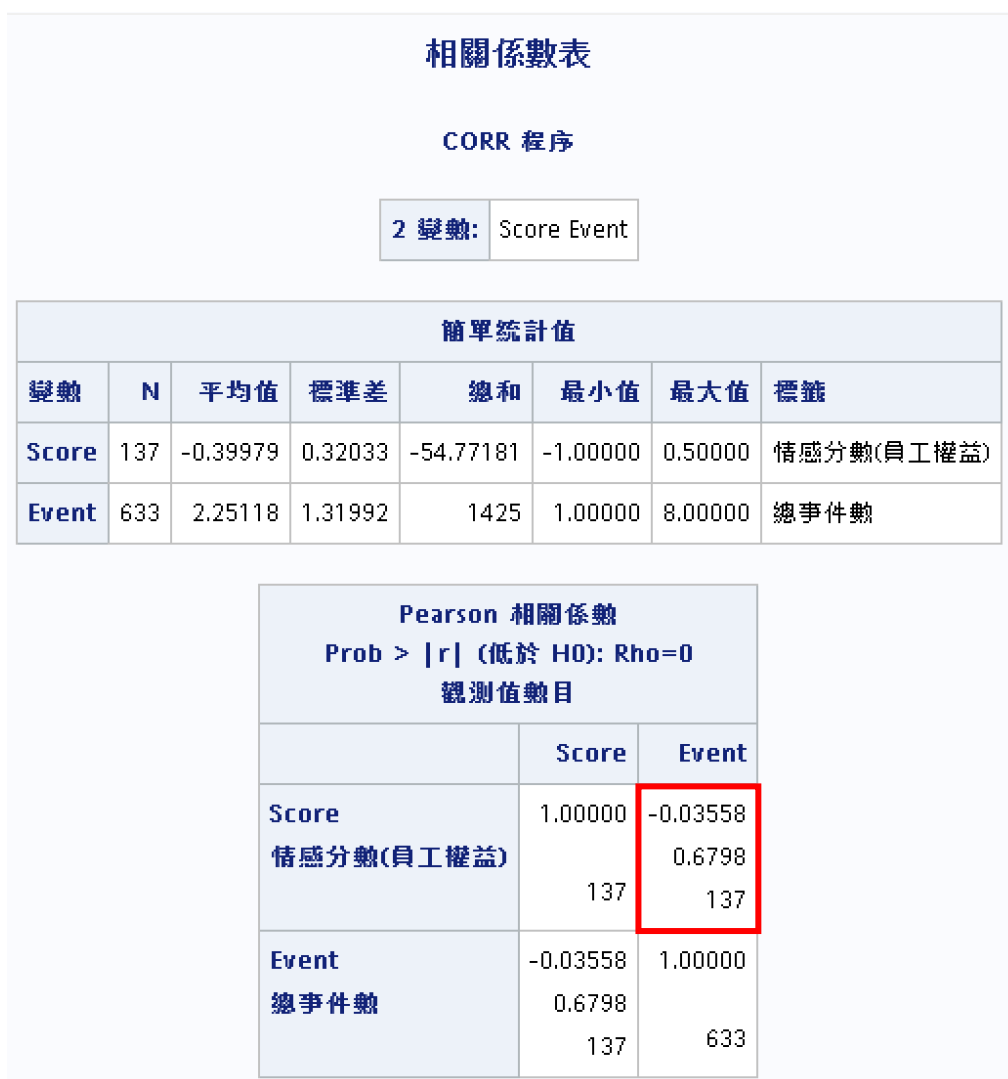 相關係數表
CORR 程序
2 變數: Score Event
簡單統計值
變數 N 平均值 標準差 總和 最小值 最大值 標籤
Score 137 -0.39979 0.32033 -54.77181 -1.00000 0.50000 情感分數(員工權益)
Event 633 2.25118 1.31992 1425 1.00000 8.00000 總事件數
Pearson 相關係數
Prob > |r| (低於 H0): Rho=0
觀測值數目
Score Event
Score 1.00000 -0.03558
情感分數(員工權益) 0.6798
137 137
Event -0.03558 1.00000
總事件數 0.6798
137 633